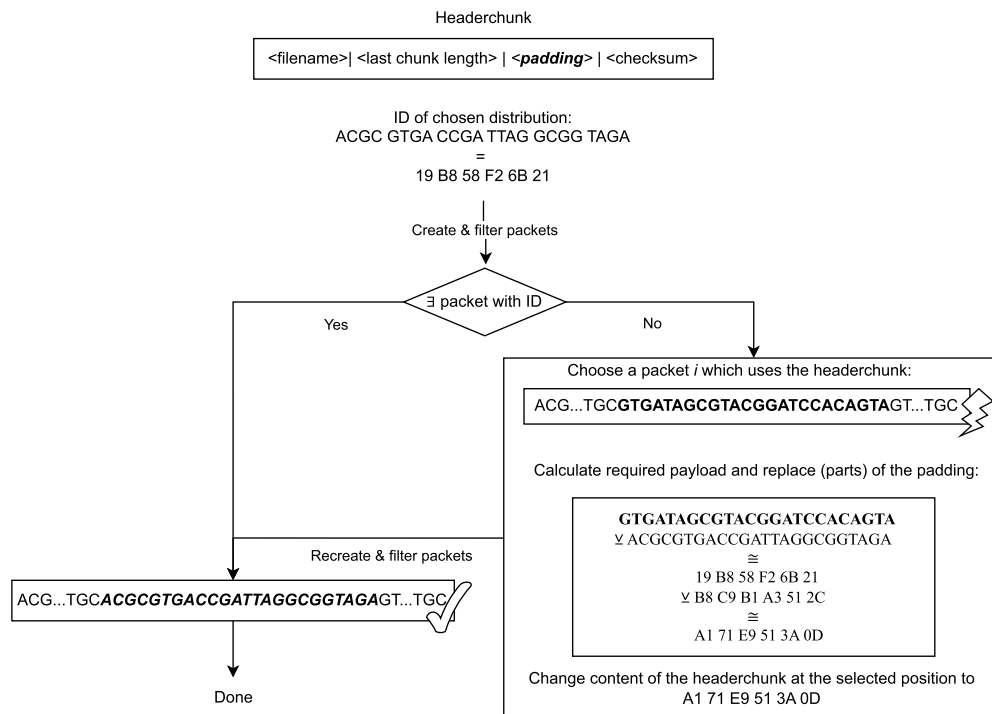 Headerchunk
<filename>| <last chunk length> | <padding> | <checksum>
ID of chosen distribution:
ACGC GTGA CCGA TTAG GCGG TAGA
=
19 B8 58 F2 6B 21
Create & filter packets
∃ packet with ID
Yes
No
Choose a packet i which uses the headerchunk:
ACG...TGCGTGATAGCGTACGGATCCACAGTAGT...TGC
Calculate required payload and replace (parts) of the padding:
GTGATAGCGTACGGATCCACAGTA
⊻ ACGCGTGACCGATTAGGCGGTAGA
≅
19 B8 58 F2 6B 21
⊻ B8 C9 B1 A3 51 2C
≅
A1 71 E9 51 3A 0D
Change content of the headerchunk at the selected position to
A1 71 E9 51 3A 0D
Recreate & filter packets
ACG...TGCACGCGTGACCGATTAGGCGGTAGAGT...TGC
Done